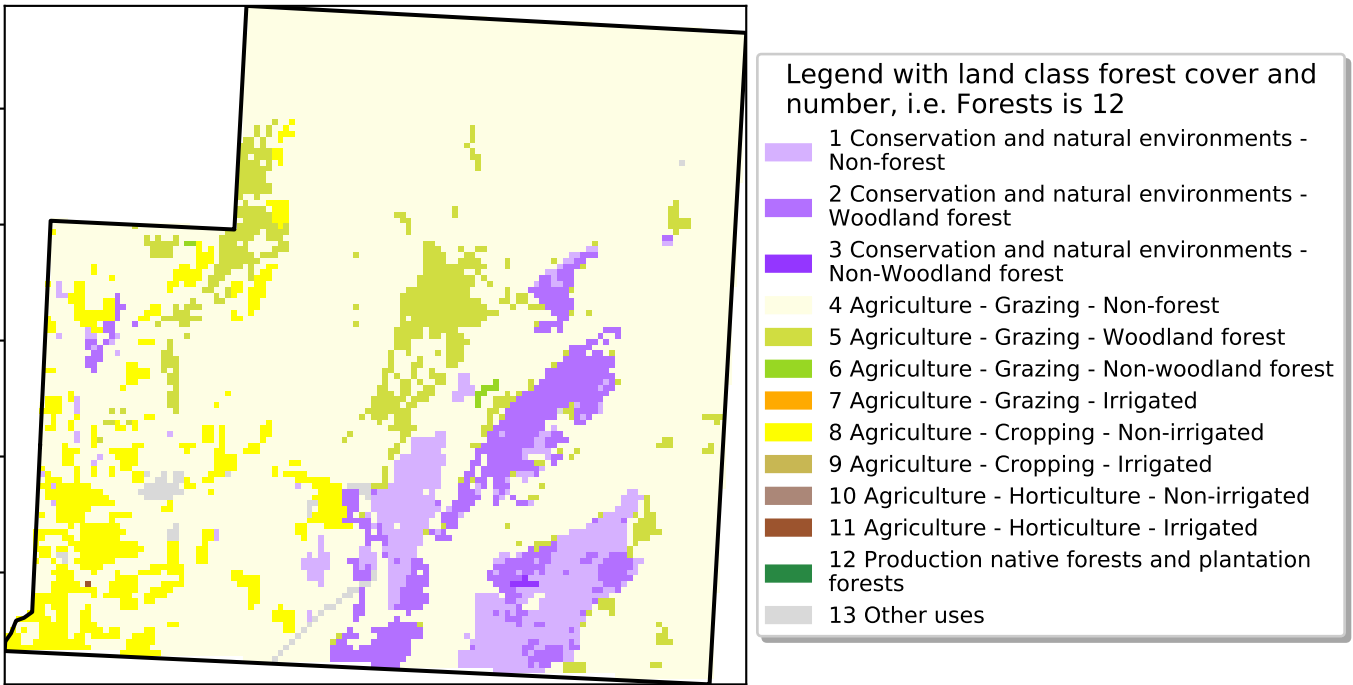 Legend with land class forest cover and
number, i.e. Forests is 12
1 Conservation and natural environments -
Non-forest
2 Conservation and natural environments -
Woodland forest
3 Conservation and natural environments -
Non-Woodland forest
4 Agriculture - Grazing - Non-forest
5 Agriculture - Grazing - Woodland forest
6 Agriculture - Grazing - Non-woodland forest
7 Agriculture - Grazing - Irrigated
8 Agriculture - Cropping - Non-irrigated
9 Agriculture - Cropping - Irrigated
10 Agriculture - Horticulture - Non-irrigated
11 Agriculture - Horticulture - Irrigated
12 Production native forests and plantation
forests
13 Other uses